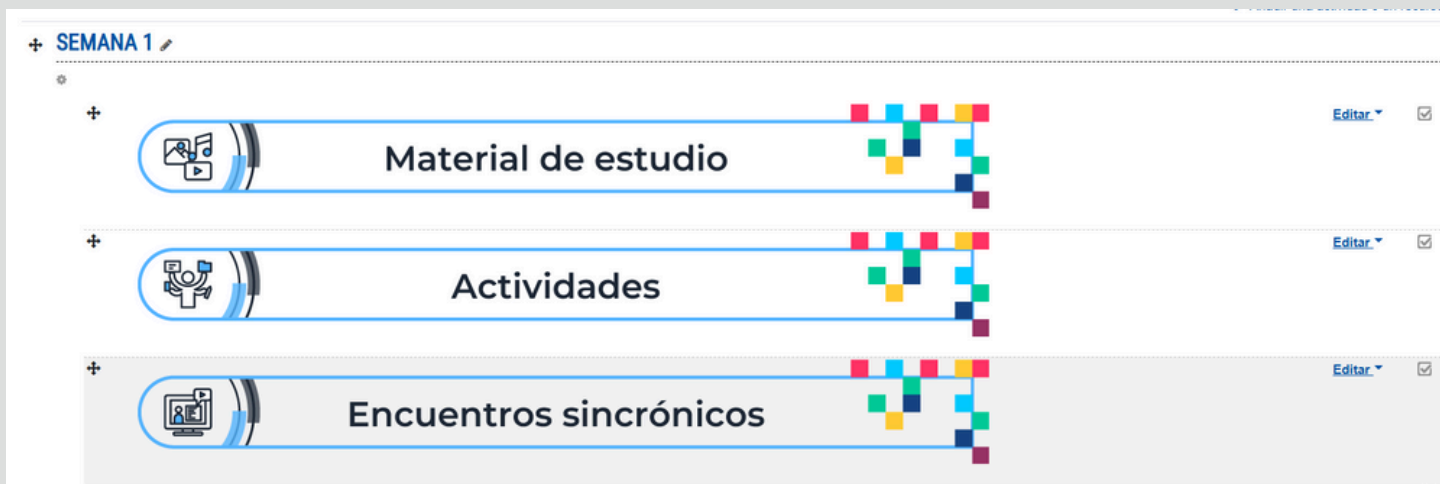 SEMANA 1
Editar
Material de estudio
Editar
Actividades
Editar
Encuentros sincrónicos